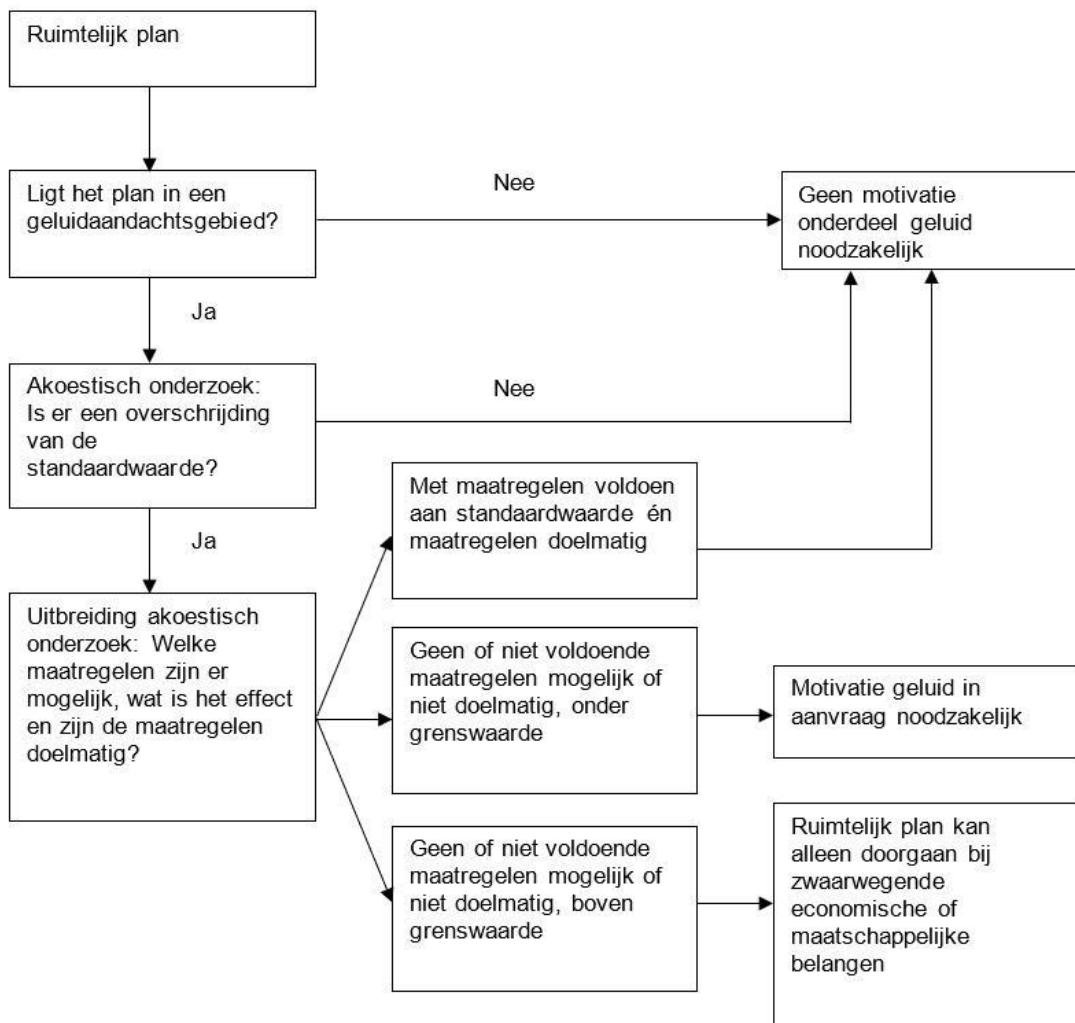 Ruimtelijk plan
Ligt het plan in een
geluidaandachtsgebied?
Nee
Geen motivatie
onderdeel geluid
noodzakelijk
Ja
Akoestisch onderzoek:
Is er een overschrijding
van de
standaardwaarde?
Nee
Ja
Met maatregelen voldoen
aan standaardwaarde én
maatregelen doelmatig
Uitbreiding akoestisch
onderzoek: Welke
maatregelen zijn er
mogelijk, wat is het effect
en zijn de maatregelen
doelmatig?
Geen of niet voldoende
maatregelen mogelijk of
niet doelmatig, onder
grenswaarde
Motivatie geluid in
aanvraag noodzakelijk
Geen of niet voldoende
maatregelen mogelijk of
niet doelmatig, boven
grenswaarde
Ruimtelijk plan kan
alleen doorgaan bij
zwaarwegende
economische of
maatschappelijke
belangen